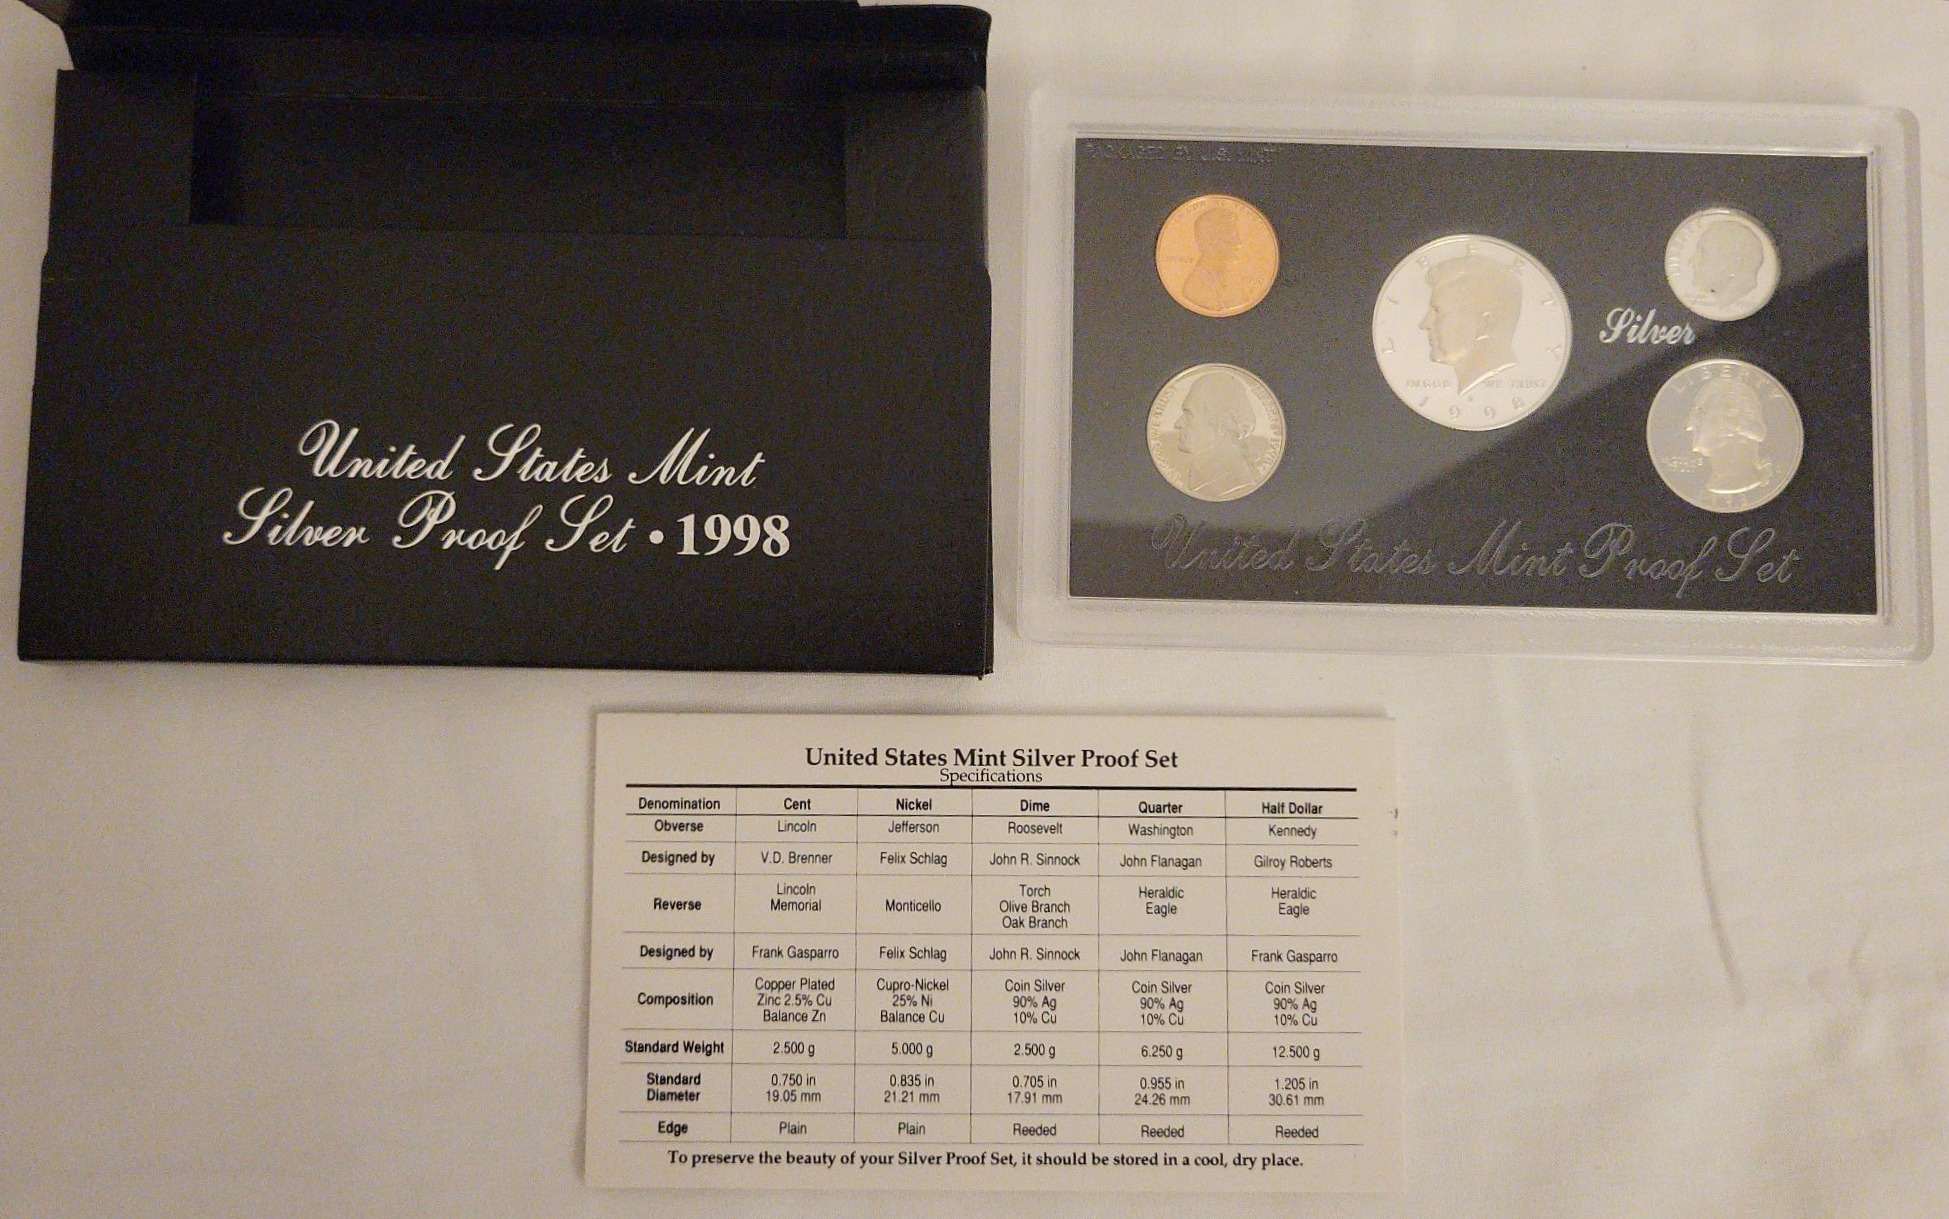 United States Mint
Silver Proof Set • 1998
PACKAGED BY U.S. MINT
LIBERTY
IN GOD WE TRUST
1998
Silver
LIBERTY
United States Mint Proof Set
United States Mint Silver Proof Set
Specifications
Denomination Cent Nickel Dime Quarter Half Dollar
Obverse Lincoln Jefferson Roosevelt Washington Kennedy
Designed by V.D. Brenner Felix Schlag John R. Sinnock John Flanagan Gilroy Roberts
Reverse Lincoln Memorial Monticello Torch Olive Branch Oak Branch Heraldic Eagle Heraldic Eagle
Designed by Frank Gasparro Felix Schlag John R. Sinnock John Flanagan Frank Gasparro
Composition Copper Plated Zinc 2.5% Cu Balance Zn Cupro-Nickel 25% Ni Balance Cu Coin Silver 90% Ag 10% Cu Coin Silver 90% Ag 10% Cu Coin Silver 90% Ag 10% Cu
Standard Weight 2.500 g 5.000 g 2.500 g 6.250 g 12.500 g
Standard Diameter 0.750 in 19.05 mm 0.835 in 21.21 mm 0.705 in 17.91 mm 0.955 in 24.26 mm 1.205 in 30.61 mm
Edge Plain Plain Reeded Reeded Reeded
To preserve the beauty of your Silver Proof Set, it should be stored in a cool, dry place.